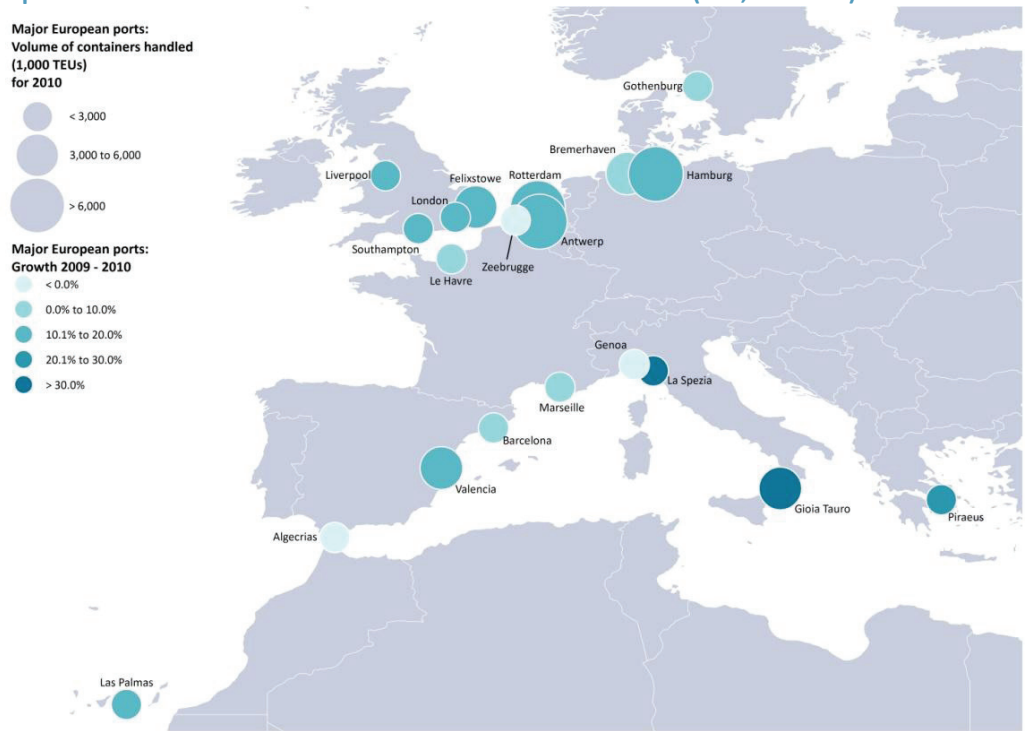 Major European ports:
Volume of containers handled
(1,000 TEUs)
for 2010
< 3,000
3,000 to 6,000
> 6,000
Major European ports:
Growth 2009 - 2010
< 0.0%
0.0% to 10.0%
10.1% to 20.0%
20.1% to 30.0%
> 30.0%
Gothenburg
Bremerhaven
Hamburg
Liverpool
Felixstowe
Rotterdam
London
Antwerp
Southampton
Zeebrugge
Le Havre
Genoa
La Spezia
Marseille
Barcelona
Valencia
Gioia Tauro
Piraeus
Algecrias
Las Palmas